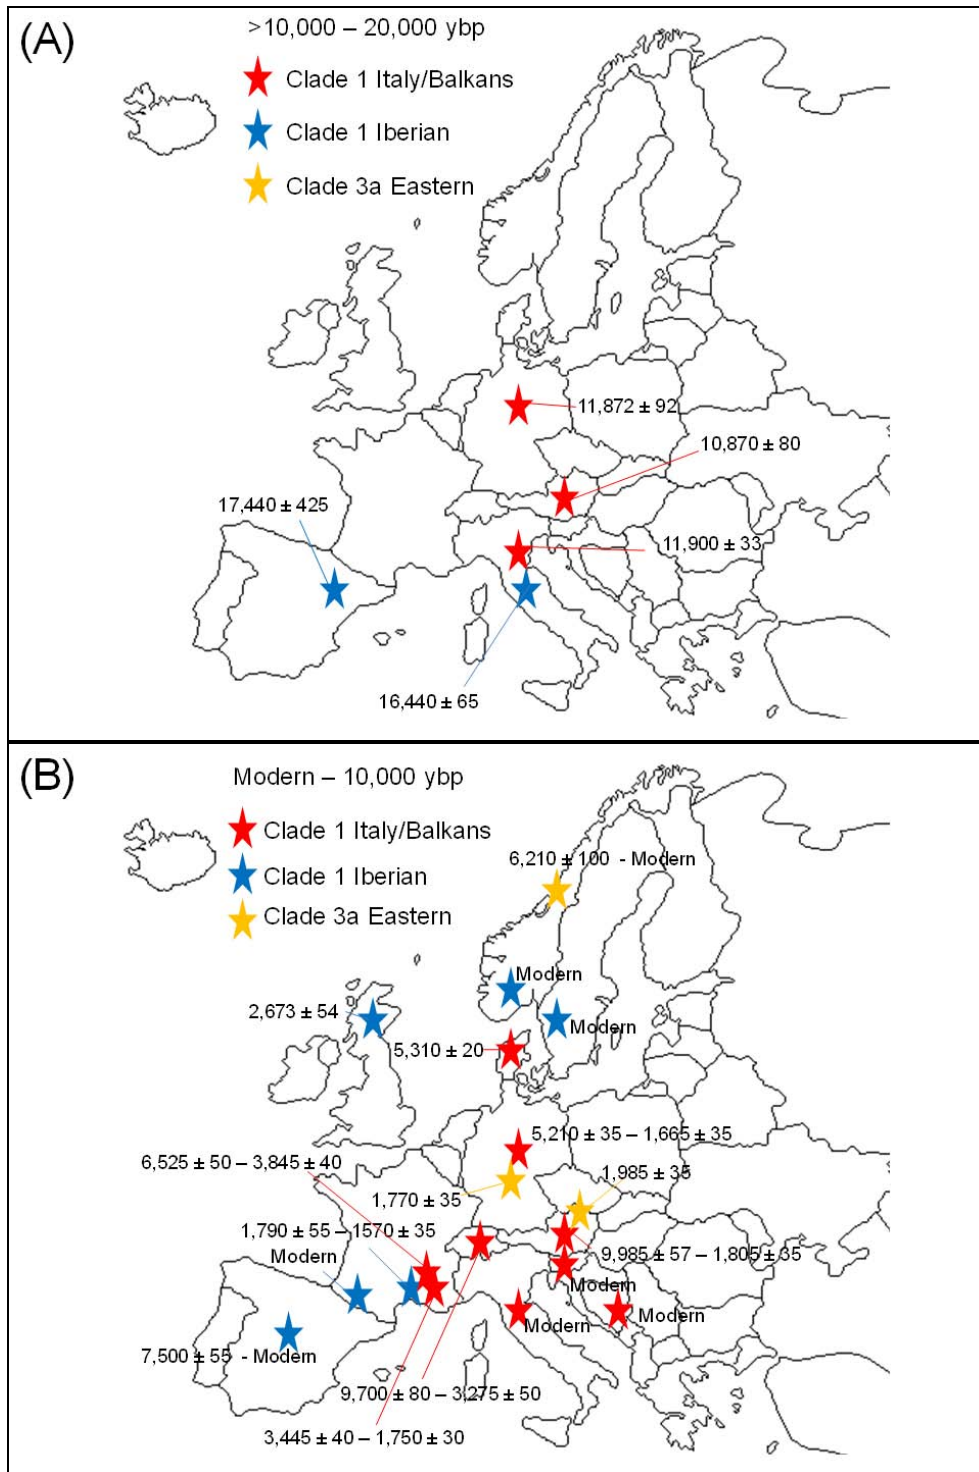 (A)
>10,000 – 20,000 ybp
Clade 1 Italy/Balkans
Clade 1 Iberian
Clade 3a Eastern
11,872 ± 92
10,870 ± 80
17,440 ± 425
11,900 ± 33
16,440 ± 65
(B)
Modern – 10,000 ybp
Clade 1 Italy/Balkans
Clade 1 Iberian
Clade 3a Eastern
6,210 ± 100 - Modern
Modern
2,673 ± 54
Modern
5,310 ± 20
5,210 ± 35 – 1,665 ± 35
6,525 ± 50 – 3,845 ± 40
1,985 ± 35
1,770 ± 35
1,790 ± 55 – 1570 ± 35
Modern
9,985 ± 57 – 1,805 ± 35
Modern
Modern
Modern
7,500 ± 55 - Modern
9,700 ± 80 – 3,275 ± 50
3,445 ± 40 – 1,750 ± 30